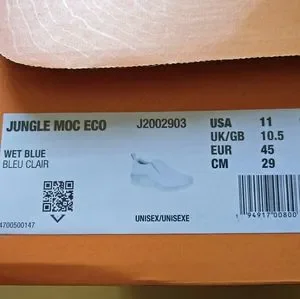 JUNGLE MOC ECO
J2002903
USA 11
UK/GB 10.5
EUR 45
CM 29
WET BLUE
BLEU CLAIR
4700500147
UNISEX/UNISEXE
94917 00800